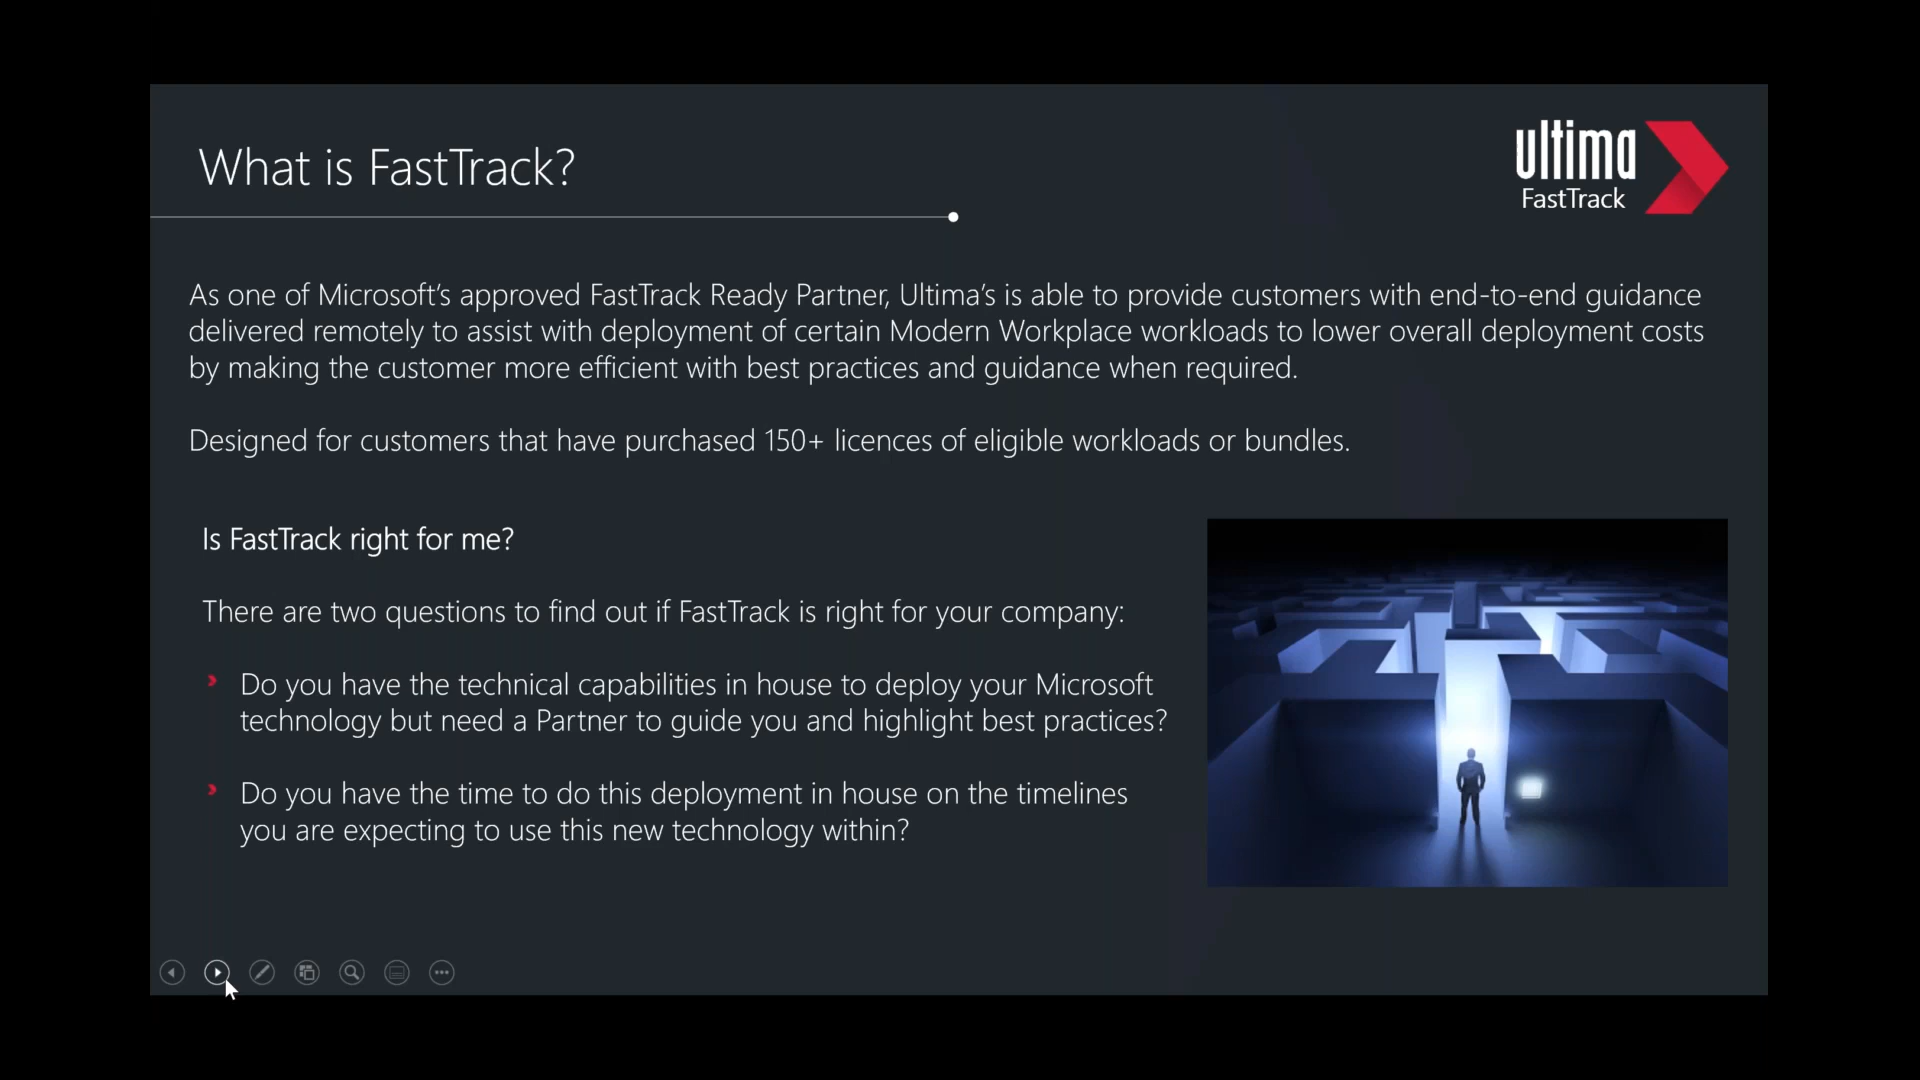 What is FastTrack?
ultima
FastTrack
As one of Microsoft's approved FastTrack Ready Partner, Ultima's is able to provide customers with end-to-end guidance
delivered remotely to assist with deployment of certain Modern Workplace workloads to lower overall deployment costs
by making the customer more efficient with best practices and guidance when required.
Designed for customers that have purchased 150+ licences of eligible workloads or bundles.
Is FastTrack right for me?
There are two questions to find out if FastTrack is right for your company:
Do you have the technical capabilities in house to deploy your Microsoft
technology but need a Partner to guide you and highlight best practices?
Do you have the time to do this deployment in house on the timelines
you are expecting to use this new technology within?